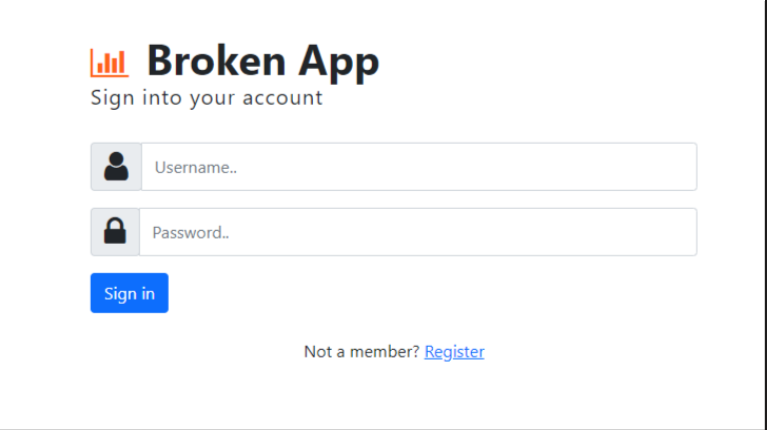 Broken App
Sign into your account
Username..
Password..
Sign in
Not a member? Register